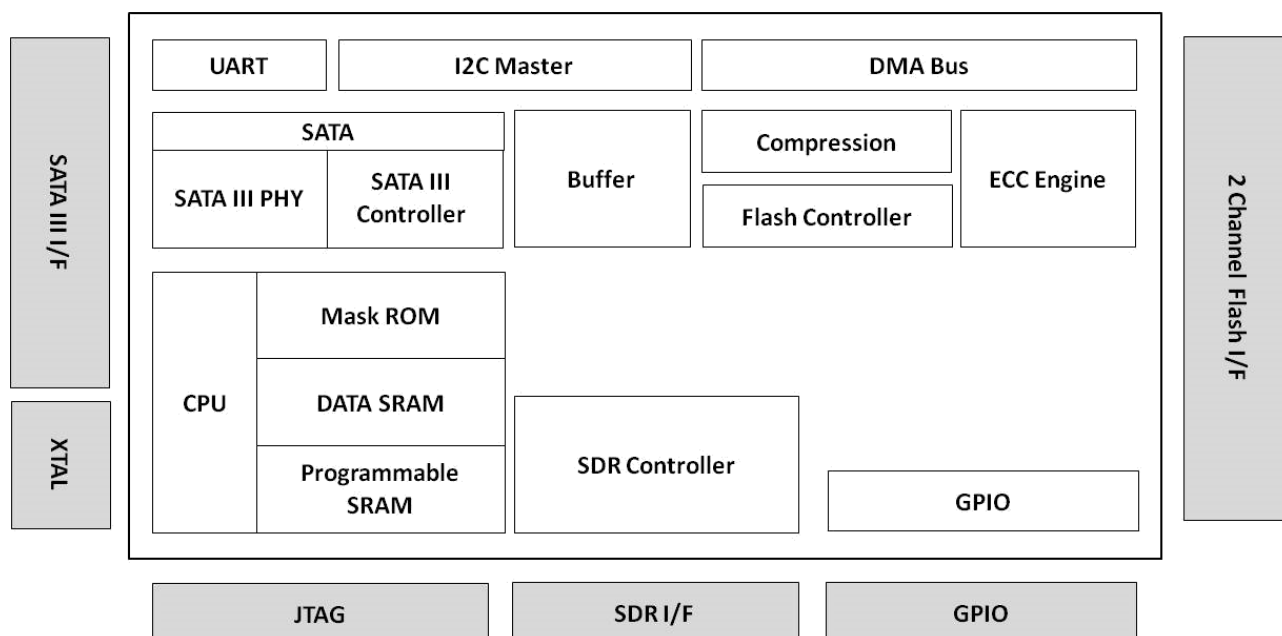 UART
I2C Master
DMA Bus
SATA
SATA III PHY
SATA III
Controller
Buffer
Compression
Flash Controller
ECC Engine
SATA III I/F
2 Channel Flash I/F
CPU
Mask ROM
DATA SRAM
Programmable
SRAM
SDR Controller
GPIO
XTAL
JTAG
SDR I/F
GPIO